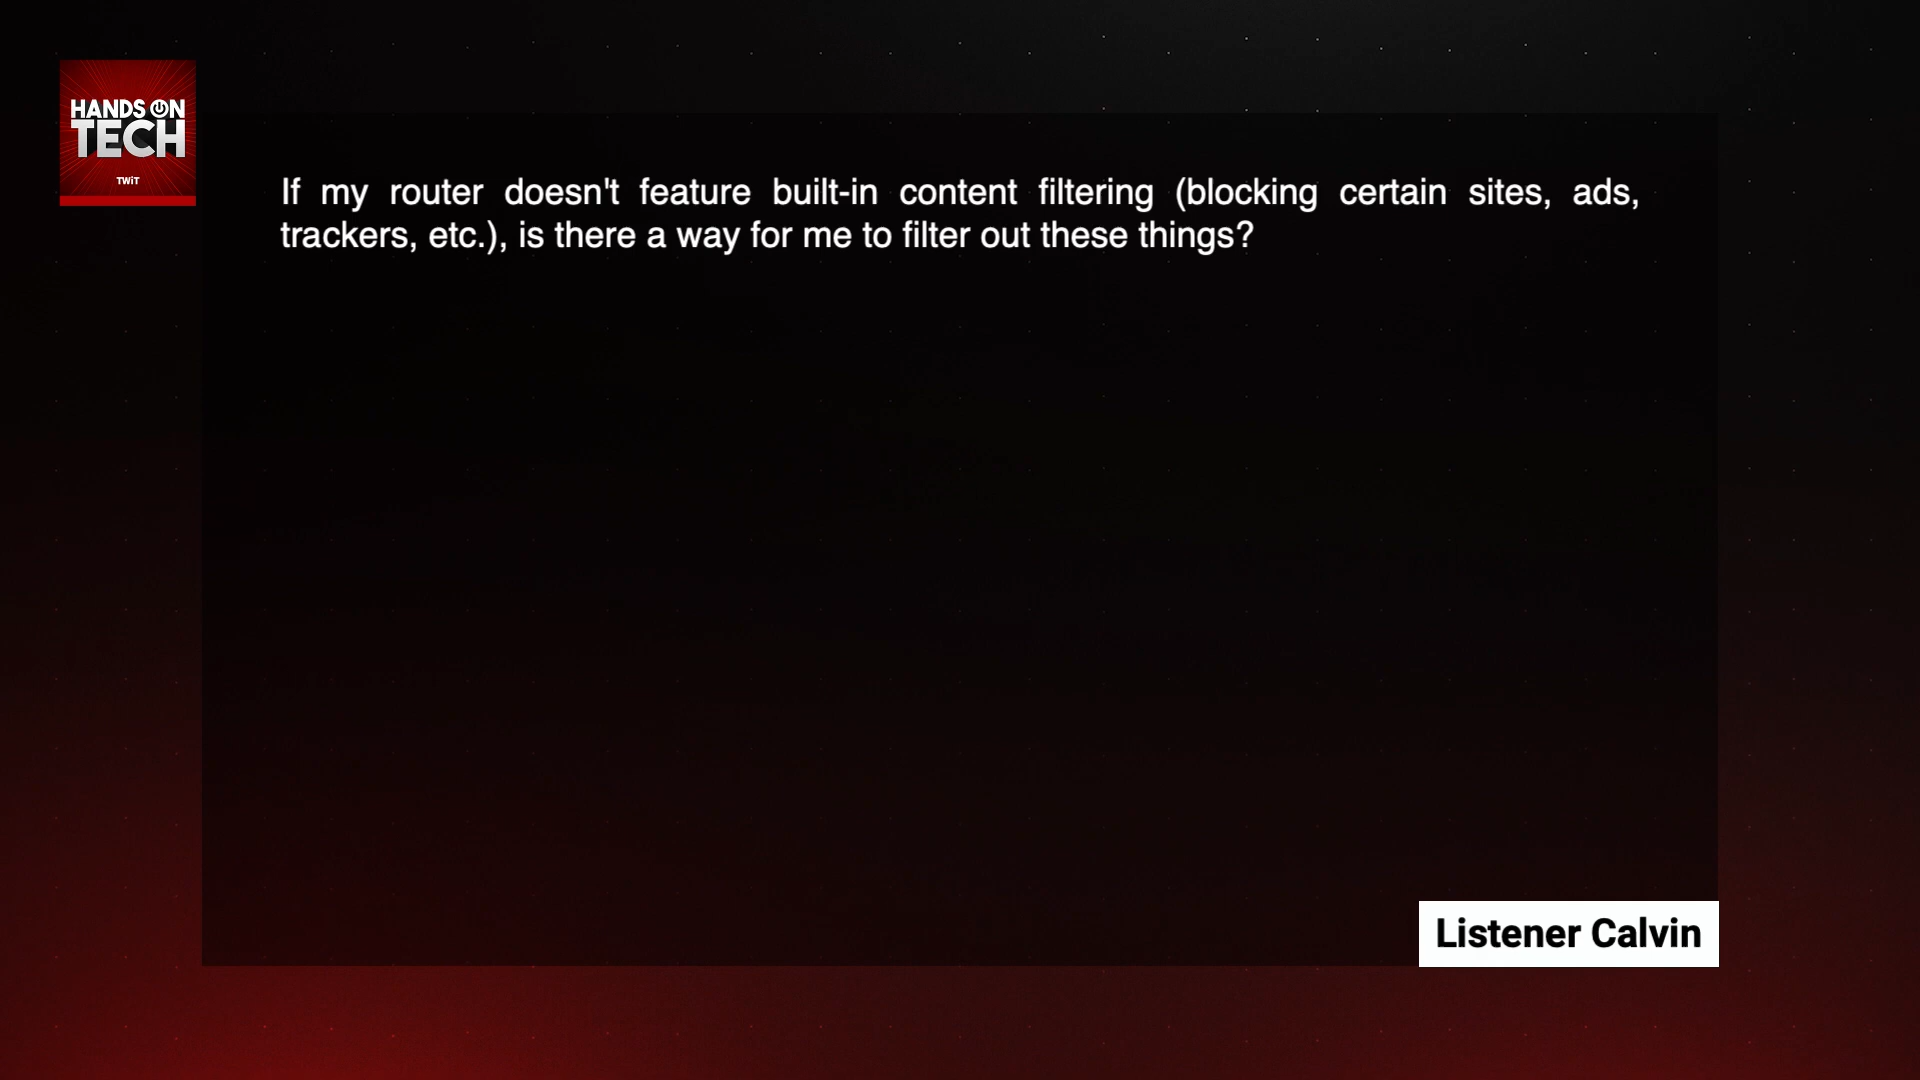 HANDS ON
TECH
TWiT
If my router doesn't feature built-in content filtering (blocking certain sites, ads,
trackers, etc.), is there a way for me to filter out these things?
Listener Calvin